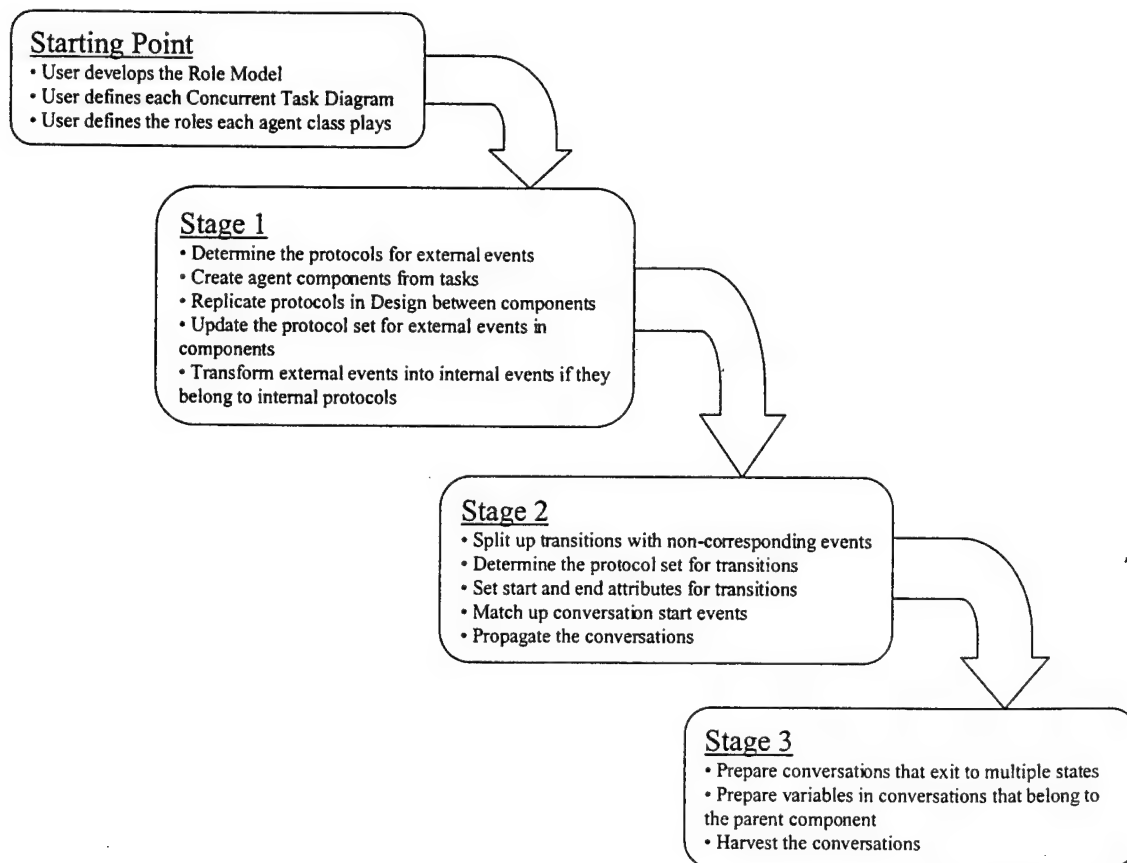 Starting Point
• User develops the Role Model
• User defines each Concurrent Task Diagram
• User defines the roles each agent class plays
Stage 1
• Determine the protocols for external events
• Create agent components from tasks
• Replicate protocols in Design between components
• Update the protocol set for external events in
components
• Transform external events into internal events if they
belong to internal protocols
Stage 2
• Split up transitions with non-corresponding events
• Determine the protocol set for transitions
• Set start and end attributes for transitions
• Match up conversation start events
• Propagate the conversations
Stage 3
• Prepare conversations that exit to multiple states
• Prepare variables in conversations that belong to
the parent component
• Harvest the conversations